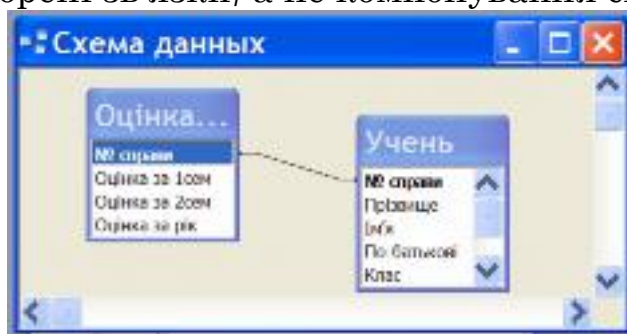 Схема данных
Оцінка...
№ справи
Оцінка за 1сем
Оцінка за 2сем
Оцінка за рік
Учень
№ справи
Прізвище
Ім'я
По батькові
Клас